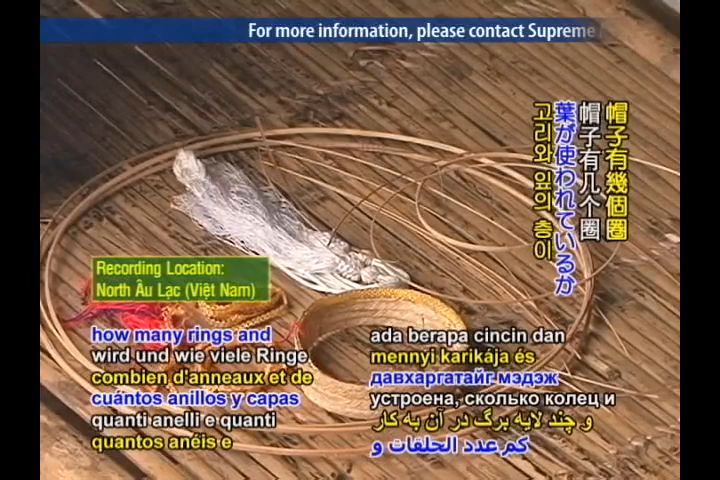 For more information, please contact Supreme
帽子有幾個圈
帽子有几个圈
葉が使われているか
고리와 잎의 층이
Recording Location:
North Âu Lạc (Việt Nam)
how many rings and
wird und wie viele Ringe
combien d'anneaux et de
cuántos anillos y capas
quanti anelli e quanti
quantos anéis e
ada berapa cincin dan
mennyi karikája és
давхаргатайг мэдэж
устроена, сколько колец и
و چند لایه برگ در آن به کار
كم عدد الحلقات و